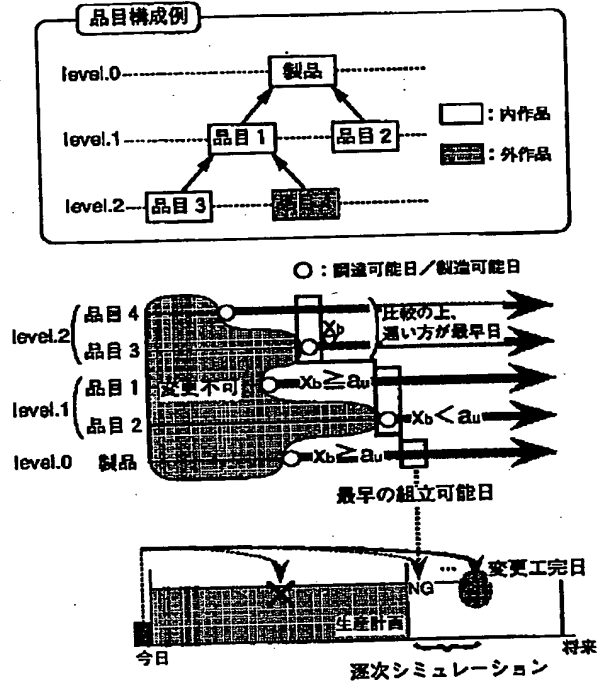 品目構成例
level.0
製品
level.1
品目1
品目2
level.2
品目3
□:内作品
:外作品
○:調達可能日/製造可能日
level.2
品目4
品目3
Xb
比較の上、
遅い方が最早日
level.1
品目1
品目2
変更不可
Xb≧au
Xb<au
level.0 製品
Xb≧au
最早の組立可能日
NG
…
変更工完日
生産計画
今日
将来
逐次シミュレーション